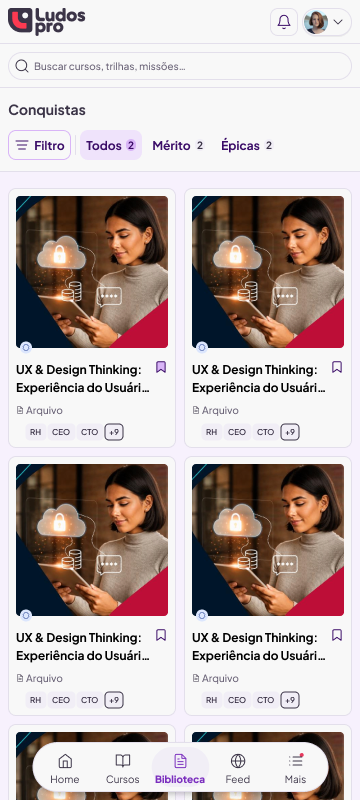 Ludos
pro
Buscar cursos, trilhas, missões...
Conquistas
Filtro
Todos 2
Mérito 2
Épicas 2
UX & Design Thinking:
Experiência do Usuári...
Arquivo
RH CEO CTO +9
UX & Design Thinking:
Experiência do Usuári...
Arquivo
RH CEO CTO +9
UX & Design Thinking:
Experiência do Usuári...
Arquivo
RH CEO CTO +9
UX & Design Thinking:
Experiência do Usuári...
Arquivo
RH CEO CTO +9
Home
Cursos
Biblioteca
Feed
Mais